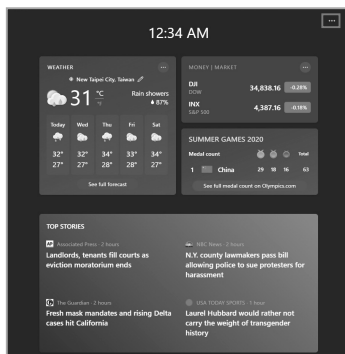 12:34 AM
WEATHER
New Taipei City, Taiwan
31 °C °F
Rain showers
87%
Today Wed Thu Fri Sat
32° 32° 34° 33° 34°
27° 27° 28° 28° 27°
See full forecast
MONEY | MARKET
DJI 34,838.16 -0.28%
DOW
INX 4,387.16 -0.18%
S&P 500
SUMMER GAMES 2020
Medal count Total
1 China 29 18 16 63
See full medal count on Olympics.com
TOP STORIES
AP Associated Press · 2 hours
Landlords, tenants fill courts as
eviction moratorium ends
NBC News · 2 hours
N.Y. county lawmakers pass bill
allowing police to sue protesters for
harassment
The Guardian · 2 hours
Fresh mask mandates and rising Delta
cases hit California
USA TODAY SPORTS · 1 hour
Laurel Hubbard would rather not
carry the weight of transgender
history